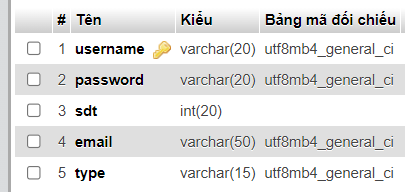 # Tên Kiểu Bảng mã đối chiếu
1 username varchar(20) utf8mb4_general_ci
2 password varchar(20) utf8mb4_general_ci
3 sdt int(20)
4 email varchar(50) utf8mb4_general_ci
5 type varchar(15) utf8mb4_general_ci